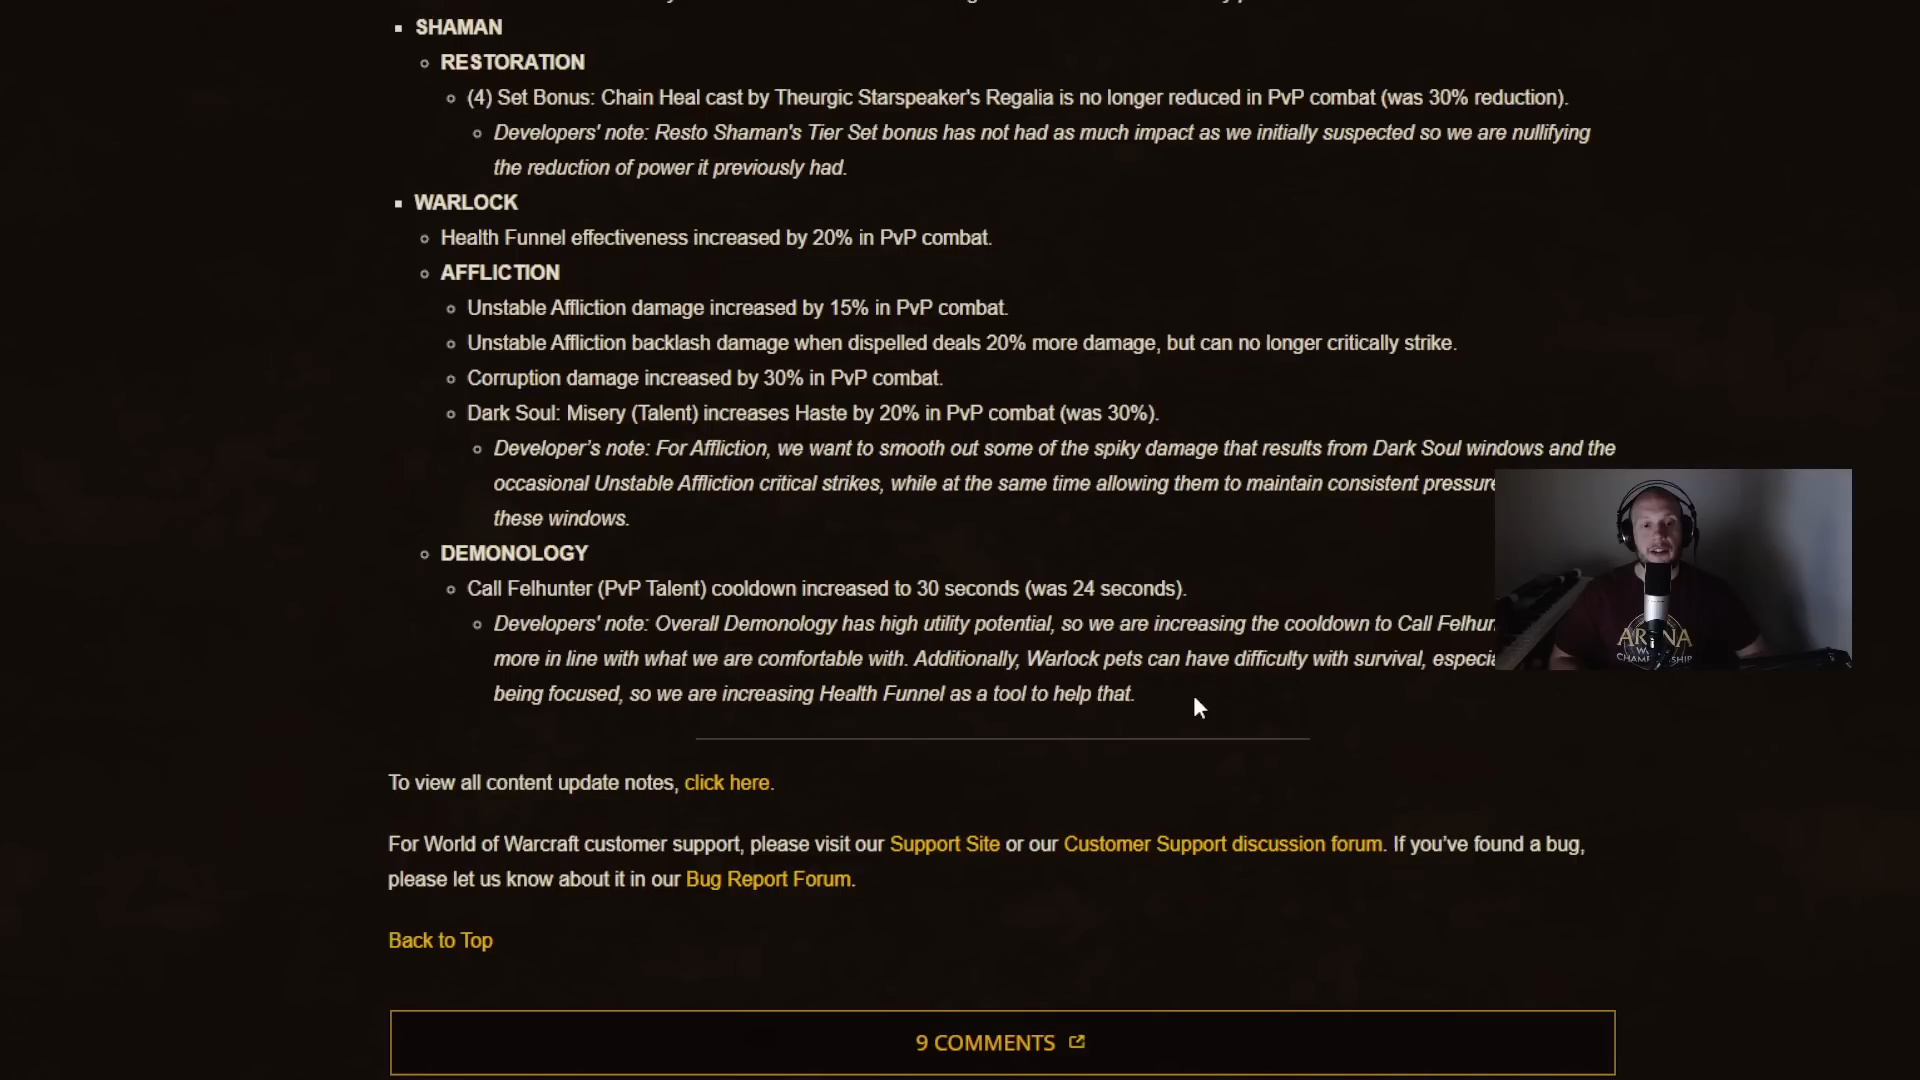 SHAMAN
RESTORATION
(4) Set Bonus: Chain Heal cast by Theurgic Starspeaker's Regalia is no longer reduced in PvP combat (was 30% reduction).
Developers' note: Resto Shaman's Tier Set bonus has not had as much impact as we initially suspected so we are nullifying
the reduction of power it previously had.
WARLOCK
Health Funnel effectiveness increased by 20% in PvP combat.
AFFLICTION
Unstable Affliction damage increased by 15% in PvP combat.
Unstable Affliction backlash damage when dispelled deals 20% more damage, but can no longer critically strike.
Corruption damage increased by 30% in PvP combat.
Dark Soul: Misery (Talent) increases Haste by 20% in PvP combat (was 30%).
Developer’s note: For Affliction, we want to smooth out some of the spiky damage that results from Dark Soul windows and the
occasional Unstable Affliction critical strikes, while at the same time allowing them to maintain consistent pressure
these windows.
DEMONOLOGY
Call Felhunter (PvP Talent) cooldown increased to 30 seconds (was 24 seconds).
Developers' note: Overall Demonology has high utility potential, so we are increasing the cooldown to Call
more in line with what we are comfortable with. Additionally, Warlock pets can have difficulty with survival,
being focused, so we are increasing Health Funnel as a tool to help that.
To view all content update notes, click here.
For World of Warcraft customer support, please visit our Support Site or our Customer Support discussion forum. If you’ve found a bug,
please let us know about it in our Bug Report Forum.
Back to Top
9 COMMENTS